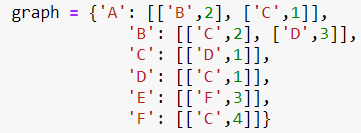 graph = {'A': [['B',2], ['C',1]],
'B': [['C',2], ['D',3]],
'C': [['D',1]],
'D': [['C',1]],
'E': [['F',3]],
'F': [['C',4]]}